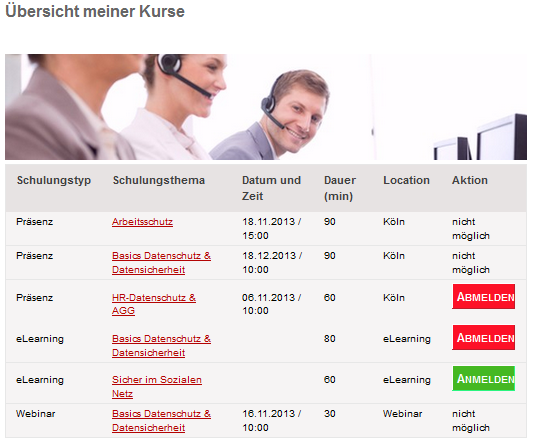 Übersicht meiner Kurse
Schulungstyp Schulungsthema Datum und Zeit Dauer (min) Location Aktion
Präsenz Arbeitsschutz 18.11.2013 / 15:00 90 Köln nicht möglich
Präsenz Basics Datenschutz & Datensicherheit 18.12.2013 / 10:00 90 Köln nicht möglich
Präsenz HR-Datenschutz & AGG 06.11.2013 / 10:00 60 Köln ABMELDEN
eLearning Basics Datenschutz & Datensicherheit 80 eLearning ABMELDEN
eLearning Sicher im Sozialen Netz 60 eLearning ANMELDEN
Webinar Basics Datenschutz & Datensicherheit 16.11.2013 / 10:00 30 Webinar nicht möglich